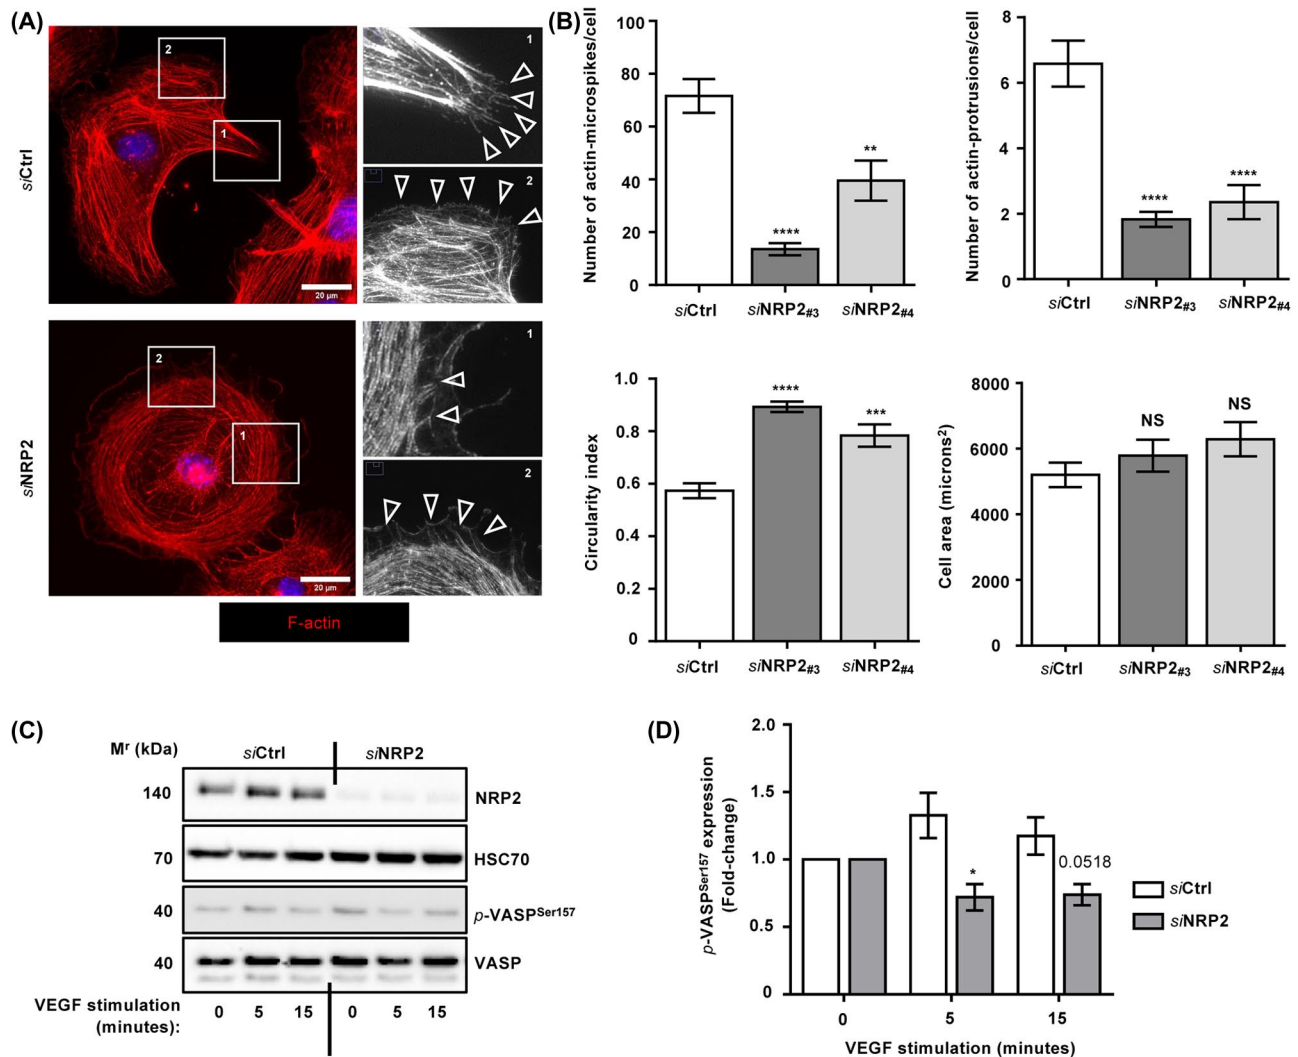 (A)
siCtrl
2
1
20 µm
1
2
siNRP2
2
1
20 µm
1
2
F-actin
(B)
Number of actin-microspikes/cell
100
80
60
40
20
0
**
****
siCtrl
siNRP2#3
siNRP2#4
Number of actin-protrusions/cell
8
6
4
2
0
****
****
siCtrl
siNRP2#3
siNRP2#4
Circularity index
1.0
0.8
0.6
0.4
0.2
0
****
***
siCtrl
siNRP2#3
siNRP2#4
Cell area (microns²)
8000
6000
4000
2000
0
NS
NS
siCtrl
siNRP2#3
siNRP2#4
(C)
Mʳ (kDa)
siCtrl
siNRP2
140
NRP2
70
HSC70
40
p-VASPSer157
40
VASP
VEGF stimulation
(minutes):
0 5 15 0 5 15
(D)
p-VASPSer157 expression
(Fold-change)
2.0
1.5
1.0
0.5
0
*
0.0518
siCtrl
siNRP2
0 5 15
VEGF stimulation (minutes)